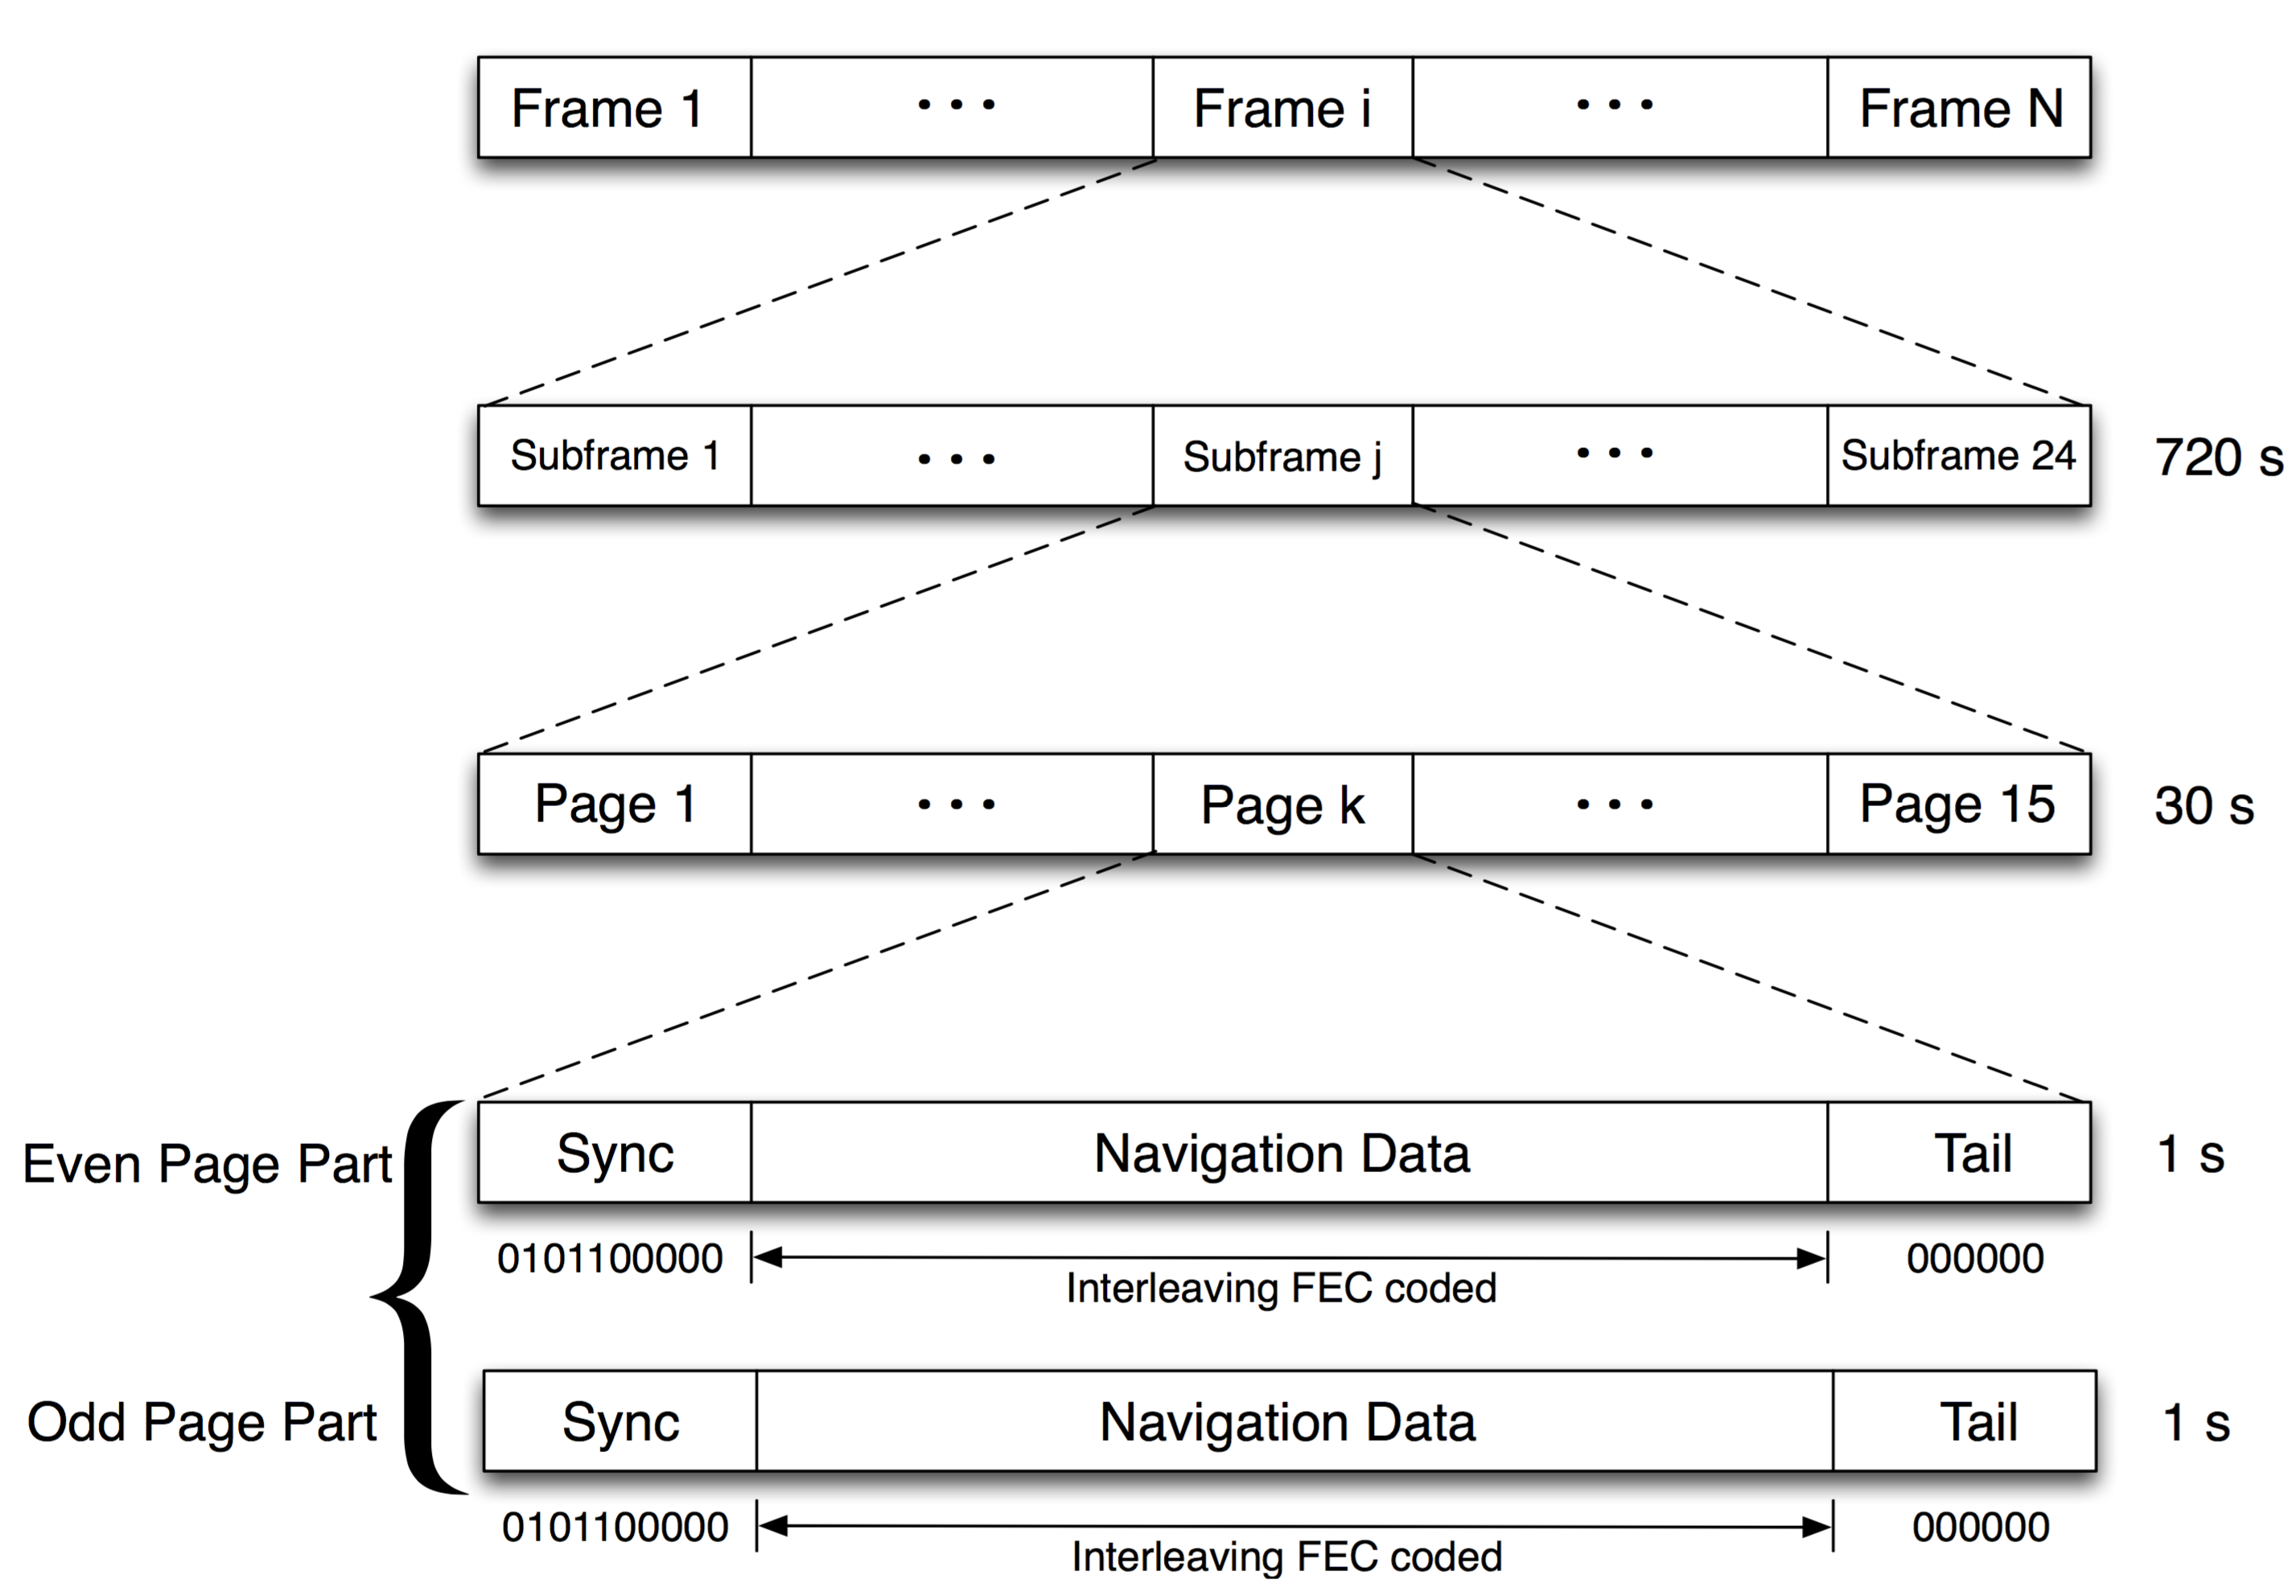 Frame 1 ... Frame i ... Frame N
Subframe 1 ... Subframe j ... Subframe 24 720 s
Page 1 ... Page k ... Page 15 30 s
Even Page Part Sync Navigation Data Tail 1 s
0101100000 Interleaving FEC coded 000000
Odd Page Part Sync Navigation Data Tail 1 s
0101100000 Interleaving FEC coded 000000